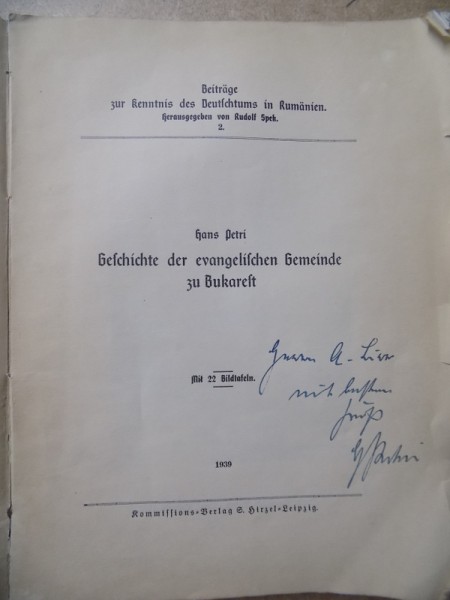 Beiträge
zur Kenntnis des Deutschtums in Rumänien.
Herausgegeben von Rudolf Spek.
2.
Hans Petri
Geschichte der evangelischen Gemeinde
zu Bukarest
Mit 22 Bildtafeln.
Herrn A.
mit besten
Gruß
HPetri
1939
Kommissions-Verlag S. Hirzel-Leipzig.